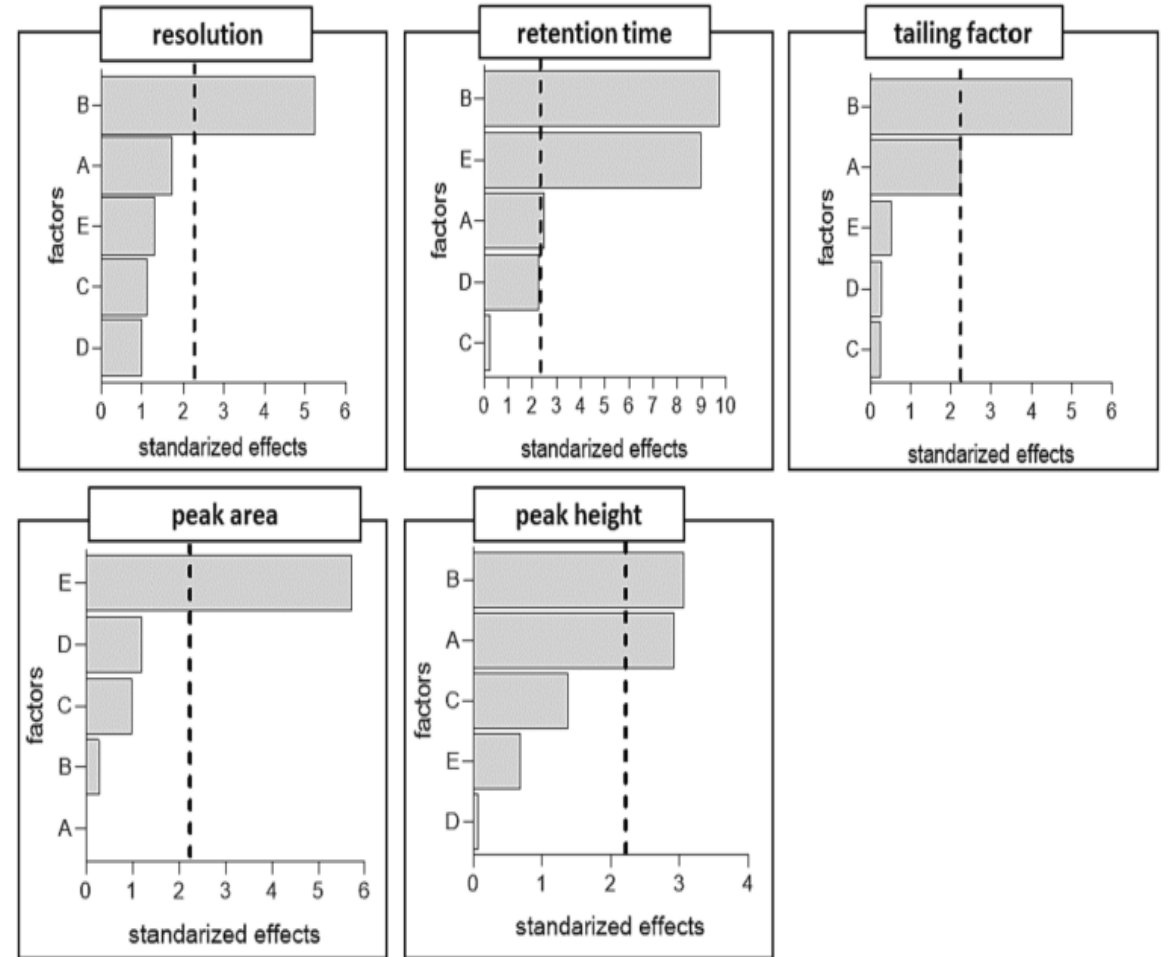 resolution
factors
B
A
E
C
D
0 1 2 3 4 5 6
standarized effects
retention time
factors
B
E
A
D
C
0 1 2 3 4 5 6 7 8 9 10
standarized effects
tailing factor
factors
B
A
E
D
C
0 1 2 3 4 5 6
standarized effects
peak area
factors
E
D
C
B
A
0 1 2 3 4 5 6
standarized effects
peak height
factors
B
A
C
E
D
0 1 2 3 4
standarized effects